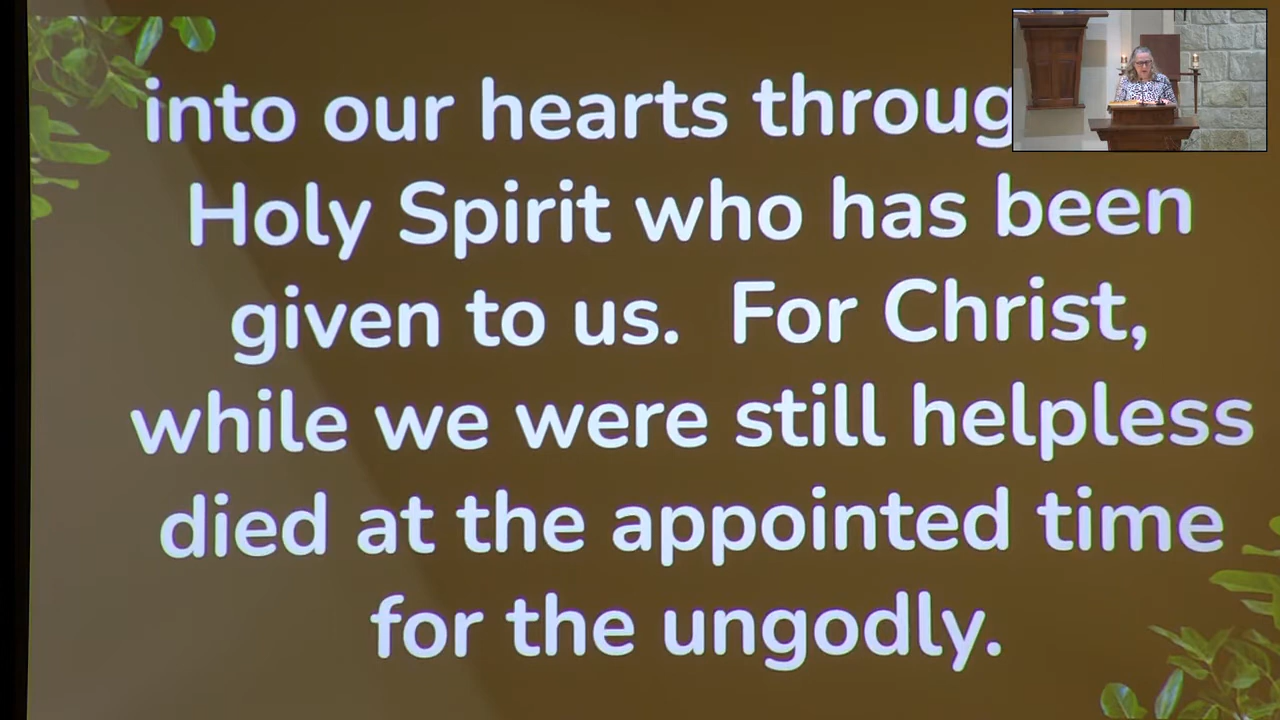 into our hearts throug
Holy Spirit who has been
given to us.  For Christ,
while we were still helpless
died at the appointed time
for the ungodly.